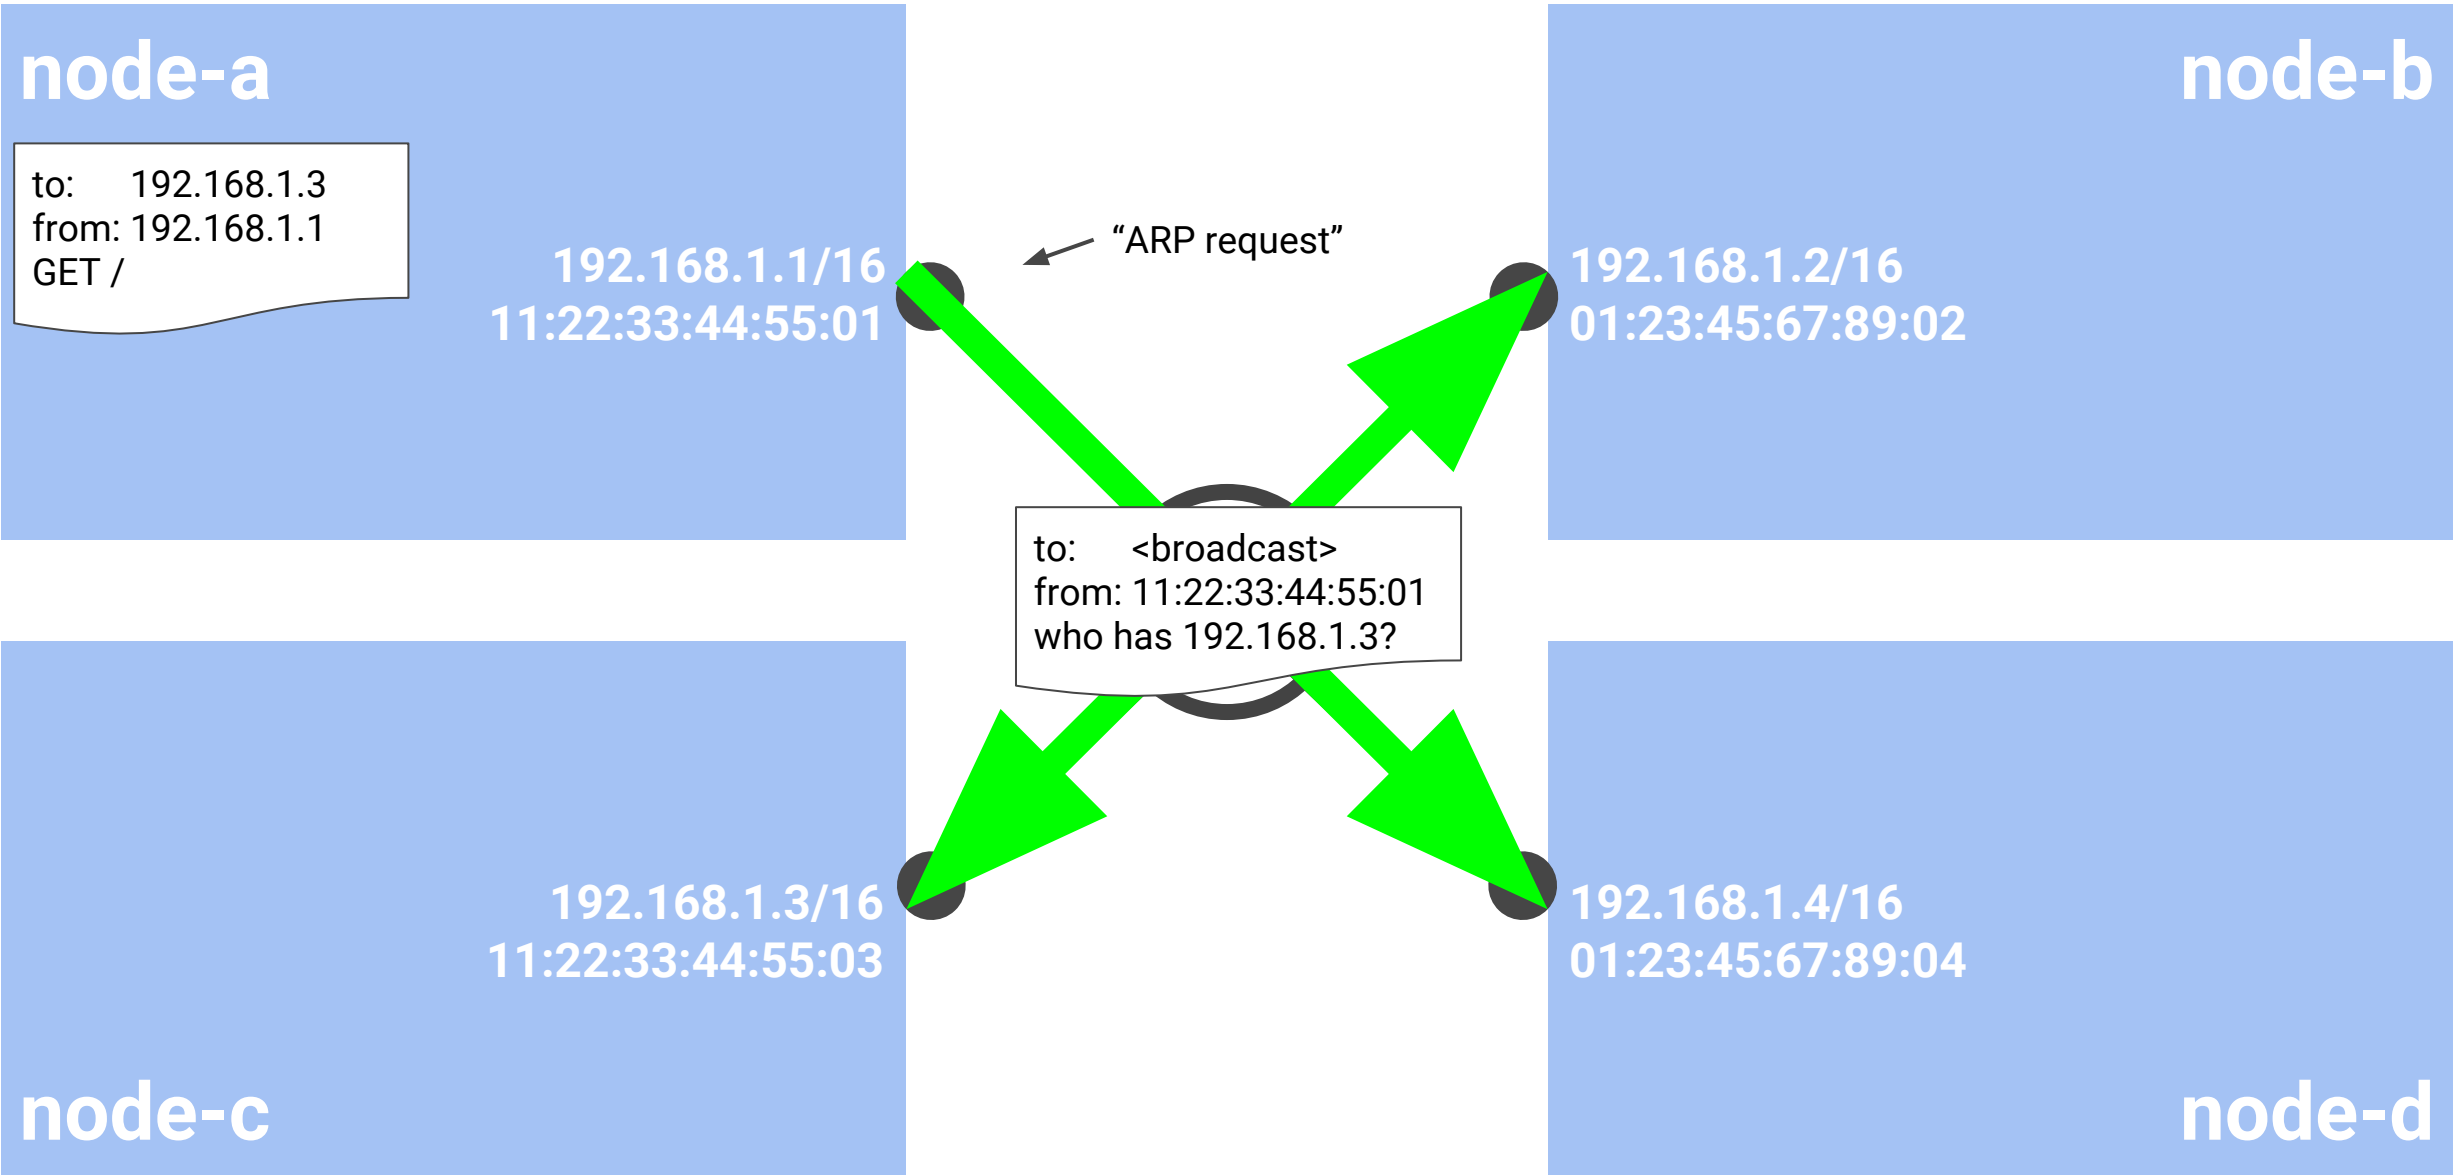 node-a
to: 192.168.1.3
from: 192.168.1.1
GET /
192.168.1.1/16
11:22:33:44:55:01
“ARP request”
node-b
192.168.1.2/16
01:23:45:67:89:02
to: <broadcast>
from: 11:22:33:44:55:01
who has 192.168.1.3?
192.168.1.3/16
11:22:33:44:55:03
node-c
192.168.1.4/16
01:23:45:67:89:04
node-d